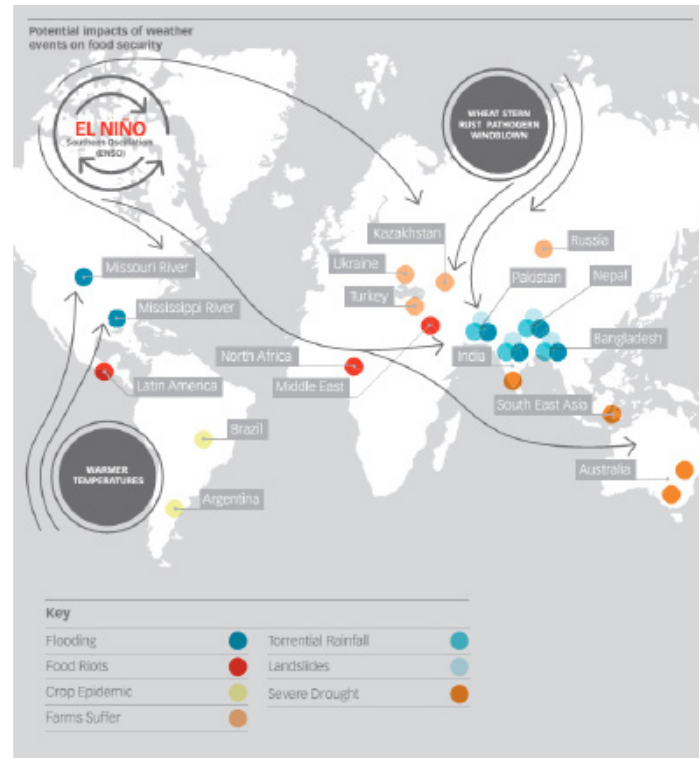 Potential impacts of weather
events on food security
EL NIÑO
Southern Oscillation
(ENSO)
WHEAT STERN
RUST PATHOGERN
WINDBLOWN
Kazakhstan
Russia
Ukraine
Missouri River
Pakistan
Nepal
Turkey
Mississippi River
North Africa
India
Bangladesh
Latin America
Middle East
South East Asia
Brazil
WARMER
TEMPERATURES
Australia
Argentina
Key
Flooding
Torrential Rainfall
Food Riots
Landslides
Crop Epidemic
Severe Drought
Farms Suffer